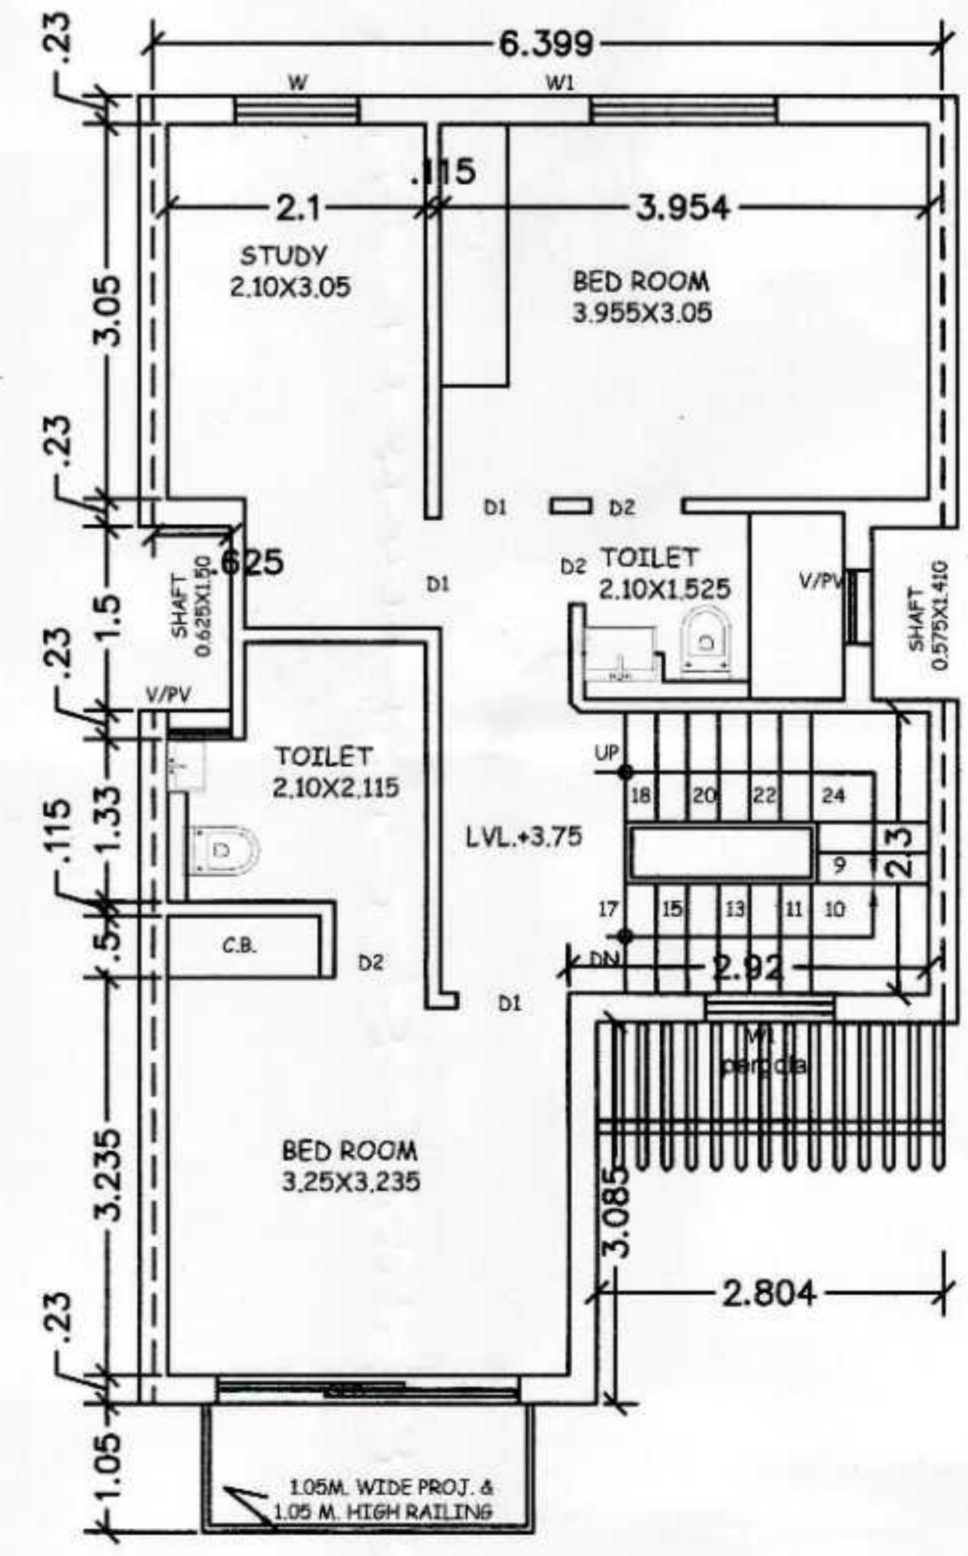 6.399
.23
W
W1
.115
2.1
3.954
STUDY
2.10X3.05
BED ROOM
3.955X3.05
3.05
.23
D1
D2
.625
D1
D2
TOILET
2.10X1.525
V/PV
SHAFT
0.625X1.50
SHAFT
0.575X1.410
1.5
.23
V/PV
TOILET
2.10X2.115
UP
18
20
22
24
LVL.+3.75
2.3
9
1.33
.115
17
15
13
11
10
.5
C.B.
D2
DN
2.92
D1
W1
pergola
BED ROOM
3.25X3.235
3.235
3.085
2.804
.23
1.05
1.05M. WIDE PROJ. &
1.05 M. HIGH RAILING